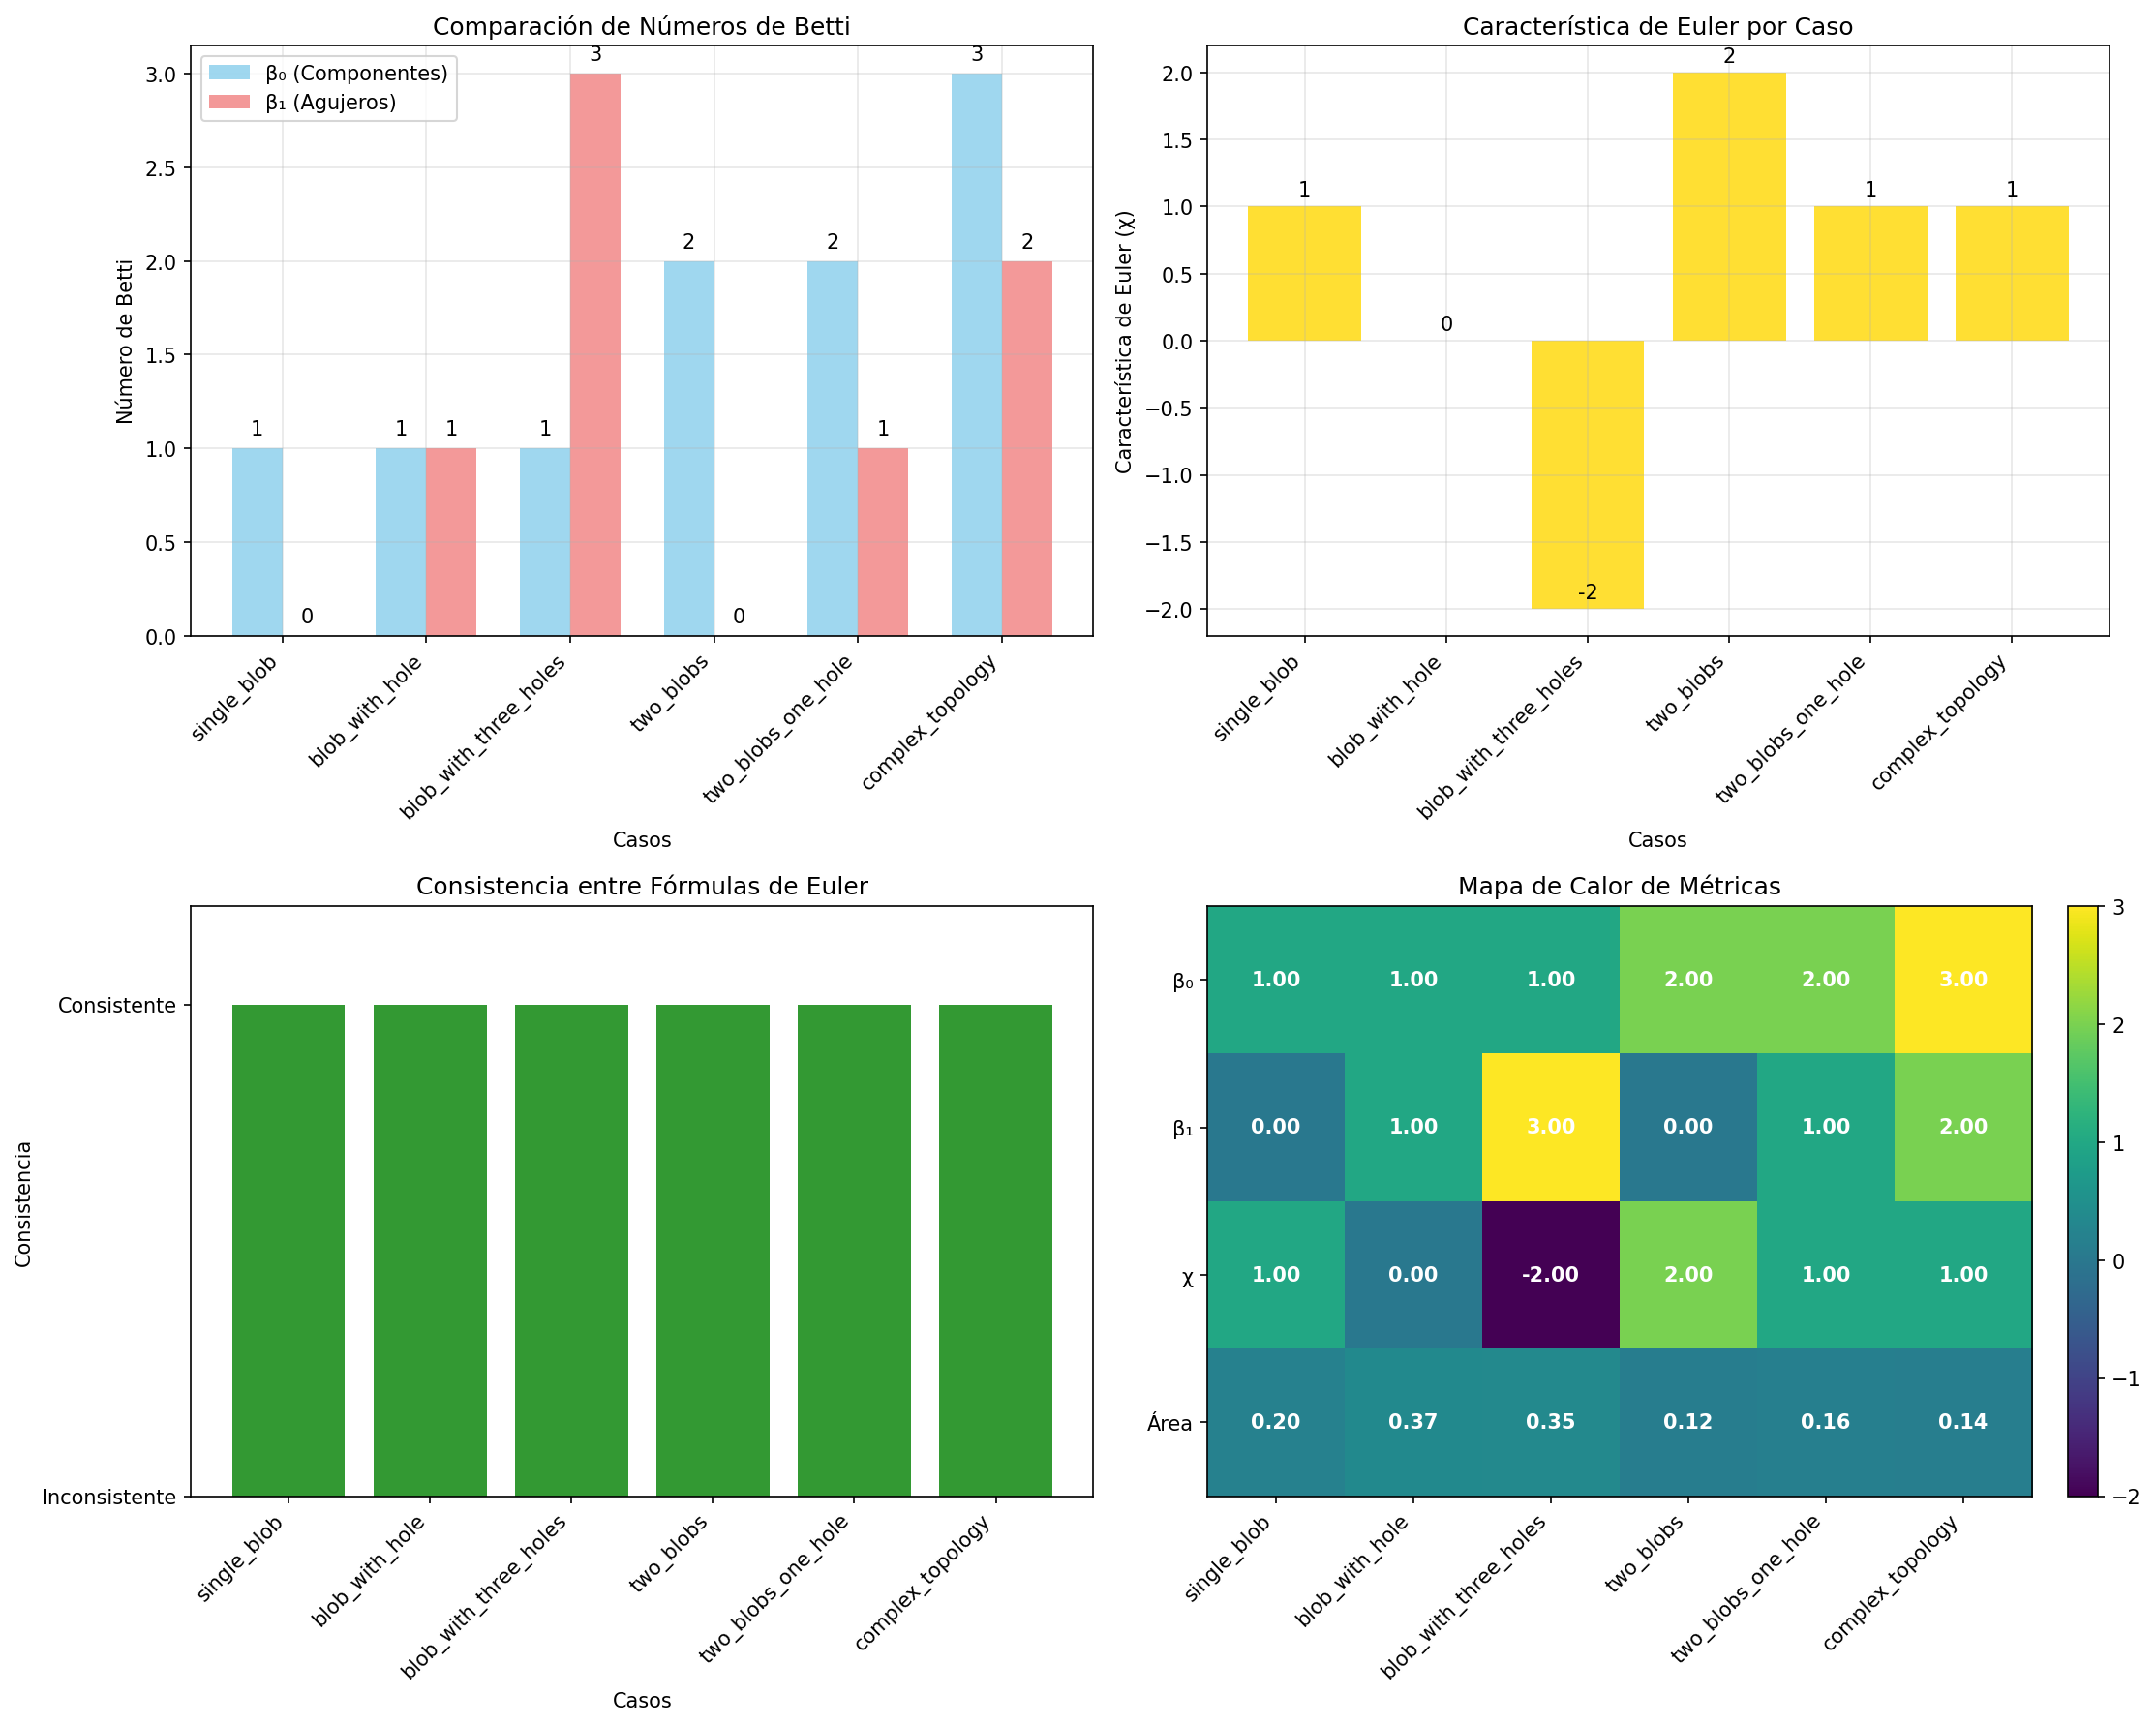 Comparación de Números de Betti
β₀ (Componentes)
β₁ (Agujeros)
Número de Betti
3.0
2.5
2.0
1.5
1.0
0.5
0.0
1
0
1
1
1
3
2
0
2
1
3
2
single_blob
blob_with_hole
blob_with_three_holes
two_blobs
two_blobs_one_hole
complex_topology
Casos
Característica de Euler por Caso
Característica de Euler (χ)
2.0
1.5
1.0
0.5
0.0
−0.5
−1.0
−1.5
−2.0
1
0
-2
2
1
1
single_blob
blob_with_hole
blob_with_three_holes
two_blobs
two_blobs_one_hole
complex_topology
Casos
Consistencia entre Fórmulas de Euler
Consistencia
Consistente
Inconsistente
single_blob
blob_with_hole
blob_with_three_holes
two_blobs
two_blobs_one_hole
complex_topology
Casos
Mapa de Calor de Métricas
β₀ 1.00 1.00 1.00 2.00 2.00 3.00
β₁ 0.00 1.00 3.00 0.00 1.00 2.00
χ 1.00 0.00 -2.00 2.00 1.00 1.00
Área 0.20 0.37 0.35 0.12 0.16 0.14
single_blob
blob_with_hole
blob_with_three_holes
two_blobs
two_blobs_one_hole
complex_topology
3
2
1
0
−1
−2